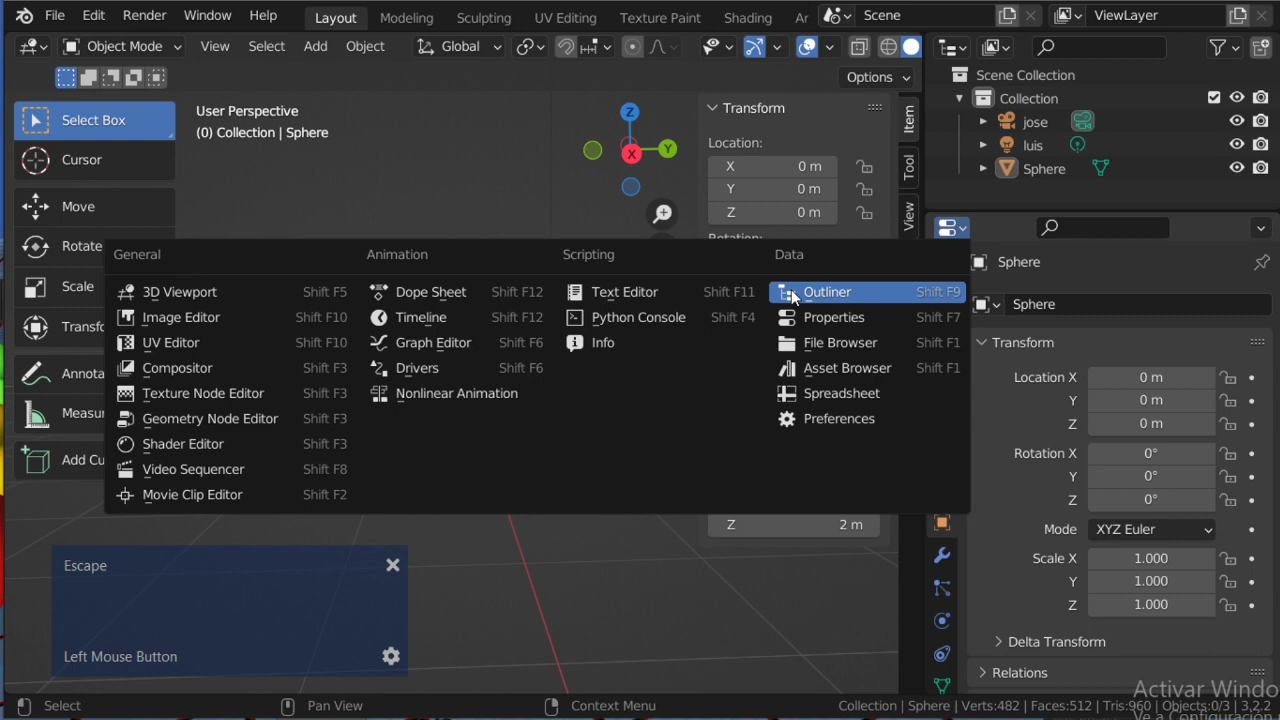 File Edit Render Window Help Layout Modeling Sculpting UV Editing Texture Paint Shading Scene ViewLayer
Object Mode View Select Add Object Global
Options
Scene Collection
Collection
jose
luis
Sphere
Select Box
Cursor
Move
Rotate
Scale
Annota
Measur
Add Cu
User Perspective
(0) Collection | Sphere
Z
Y
X
Transform
Location:
X 0 m
Y 0 m
Z 0 m
Item
Tool
View
General
3D Viewport Shift F5
Image Editor Shift F10
UV Editor Shift F10
Compositor Shift F3
Texture Node Editor Shift F3
Geometry Node Editor Shift F3
Shader Editor Shift F3
Video Sequencer Shift F8
Movie Clip Editor Shift F2
Animation
Dope Sheet Shift F12
Timeline Shift F12
Graph Editor Shift F6
Drivers Shift F6
Nonlinear Animation
Scripting
Text Editor Shift F11
Python Console Shift F4
Info
Data
Outliner Shift F9
Properties Shift F7
File Browser Shift F1
Asset Browser Shift F1
Spreadsheet
Preferences
Z 2 m
Escape
Left Mouse Button
Sphere
Sphere
Transform
Location X 0 m
Y 0 m
Z 0 m
Rotation X 0°
Y 0°
Z 0°
Mode XYZ Euler
Scale X 1.000
Y 1.000
Z 1.000
Delta Transform
Relations
Activar Windo
Select Pan View Context Menu
Collection | Sphere | Verts:482 | Faces:512 | Tris:960 | Objects:0/3 | 3.2.2